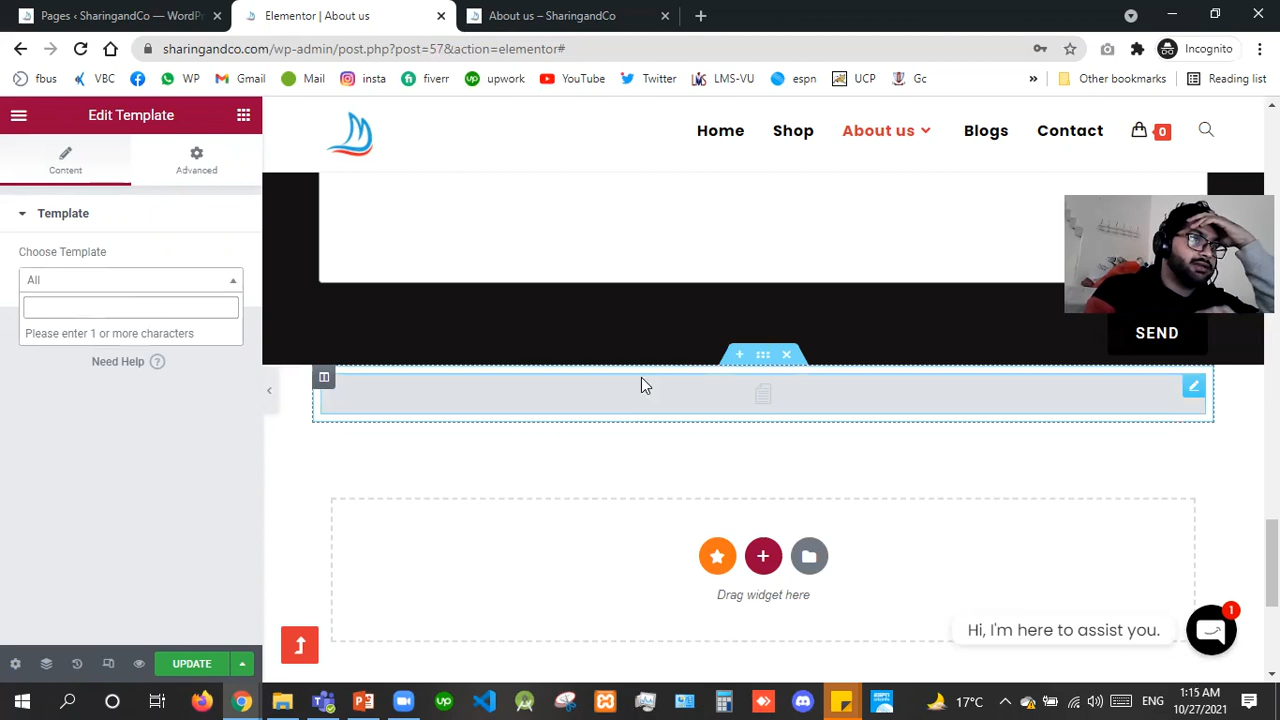 Pages ‹ SharingandCo — WordP
Elementor | About us
About us – SharingandCo
sharingandco.com/wp-admin/post.php?post=57&action=elementor#
Incognito
fbus
VBC
WP
Gmail
Mail
insta
fiverr
upwork
YouTube
Twitter
LMS-VU
espn
UCP
Gc
»
Other bookmarks
Reading list
Edit Template
Content
Advanced
Template
Choose Template
All
Please enter 1 or more characters
Need Help ?
UPDATE
Home
Shop
About us
Blogs
Contact
0
SEND
Drag widget here
Hi, I'm here to assist you.
1
17°C
ENG
1:15 AM
10/27/2021